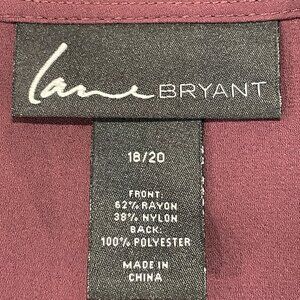 Lane BRYANT
18/20
FRONT:
62% RAYON
38% NYLON
BACK:
100% POLYESTER
MADE IN
CHINA